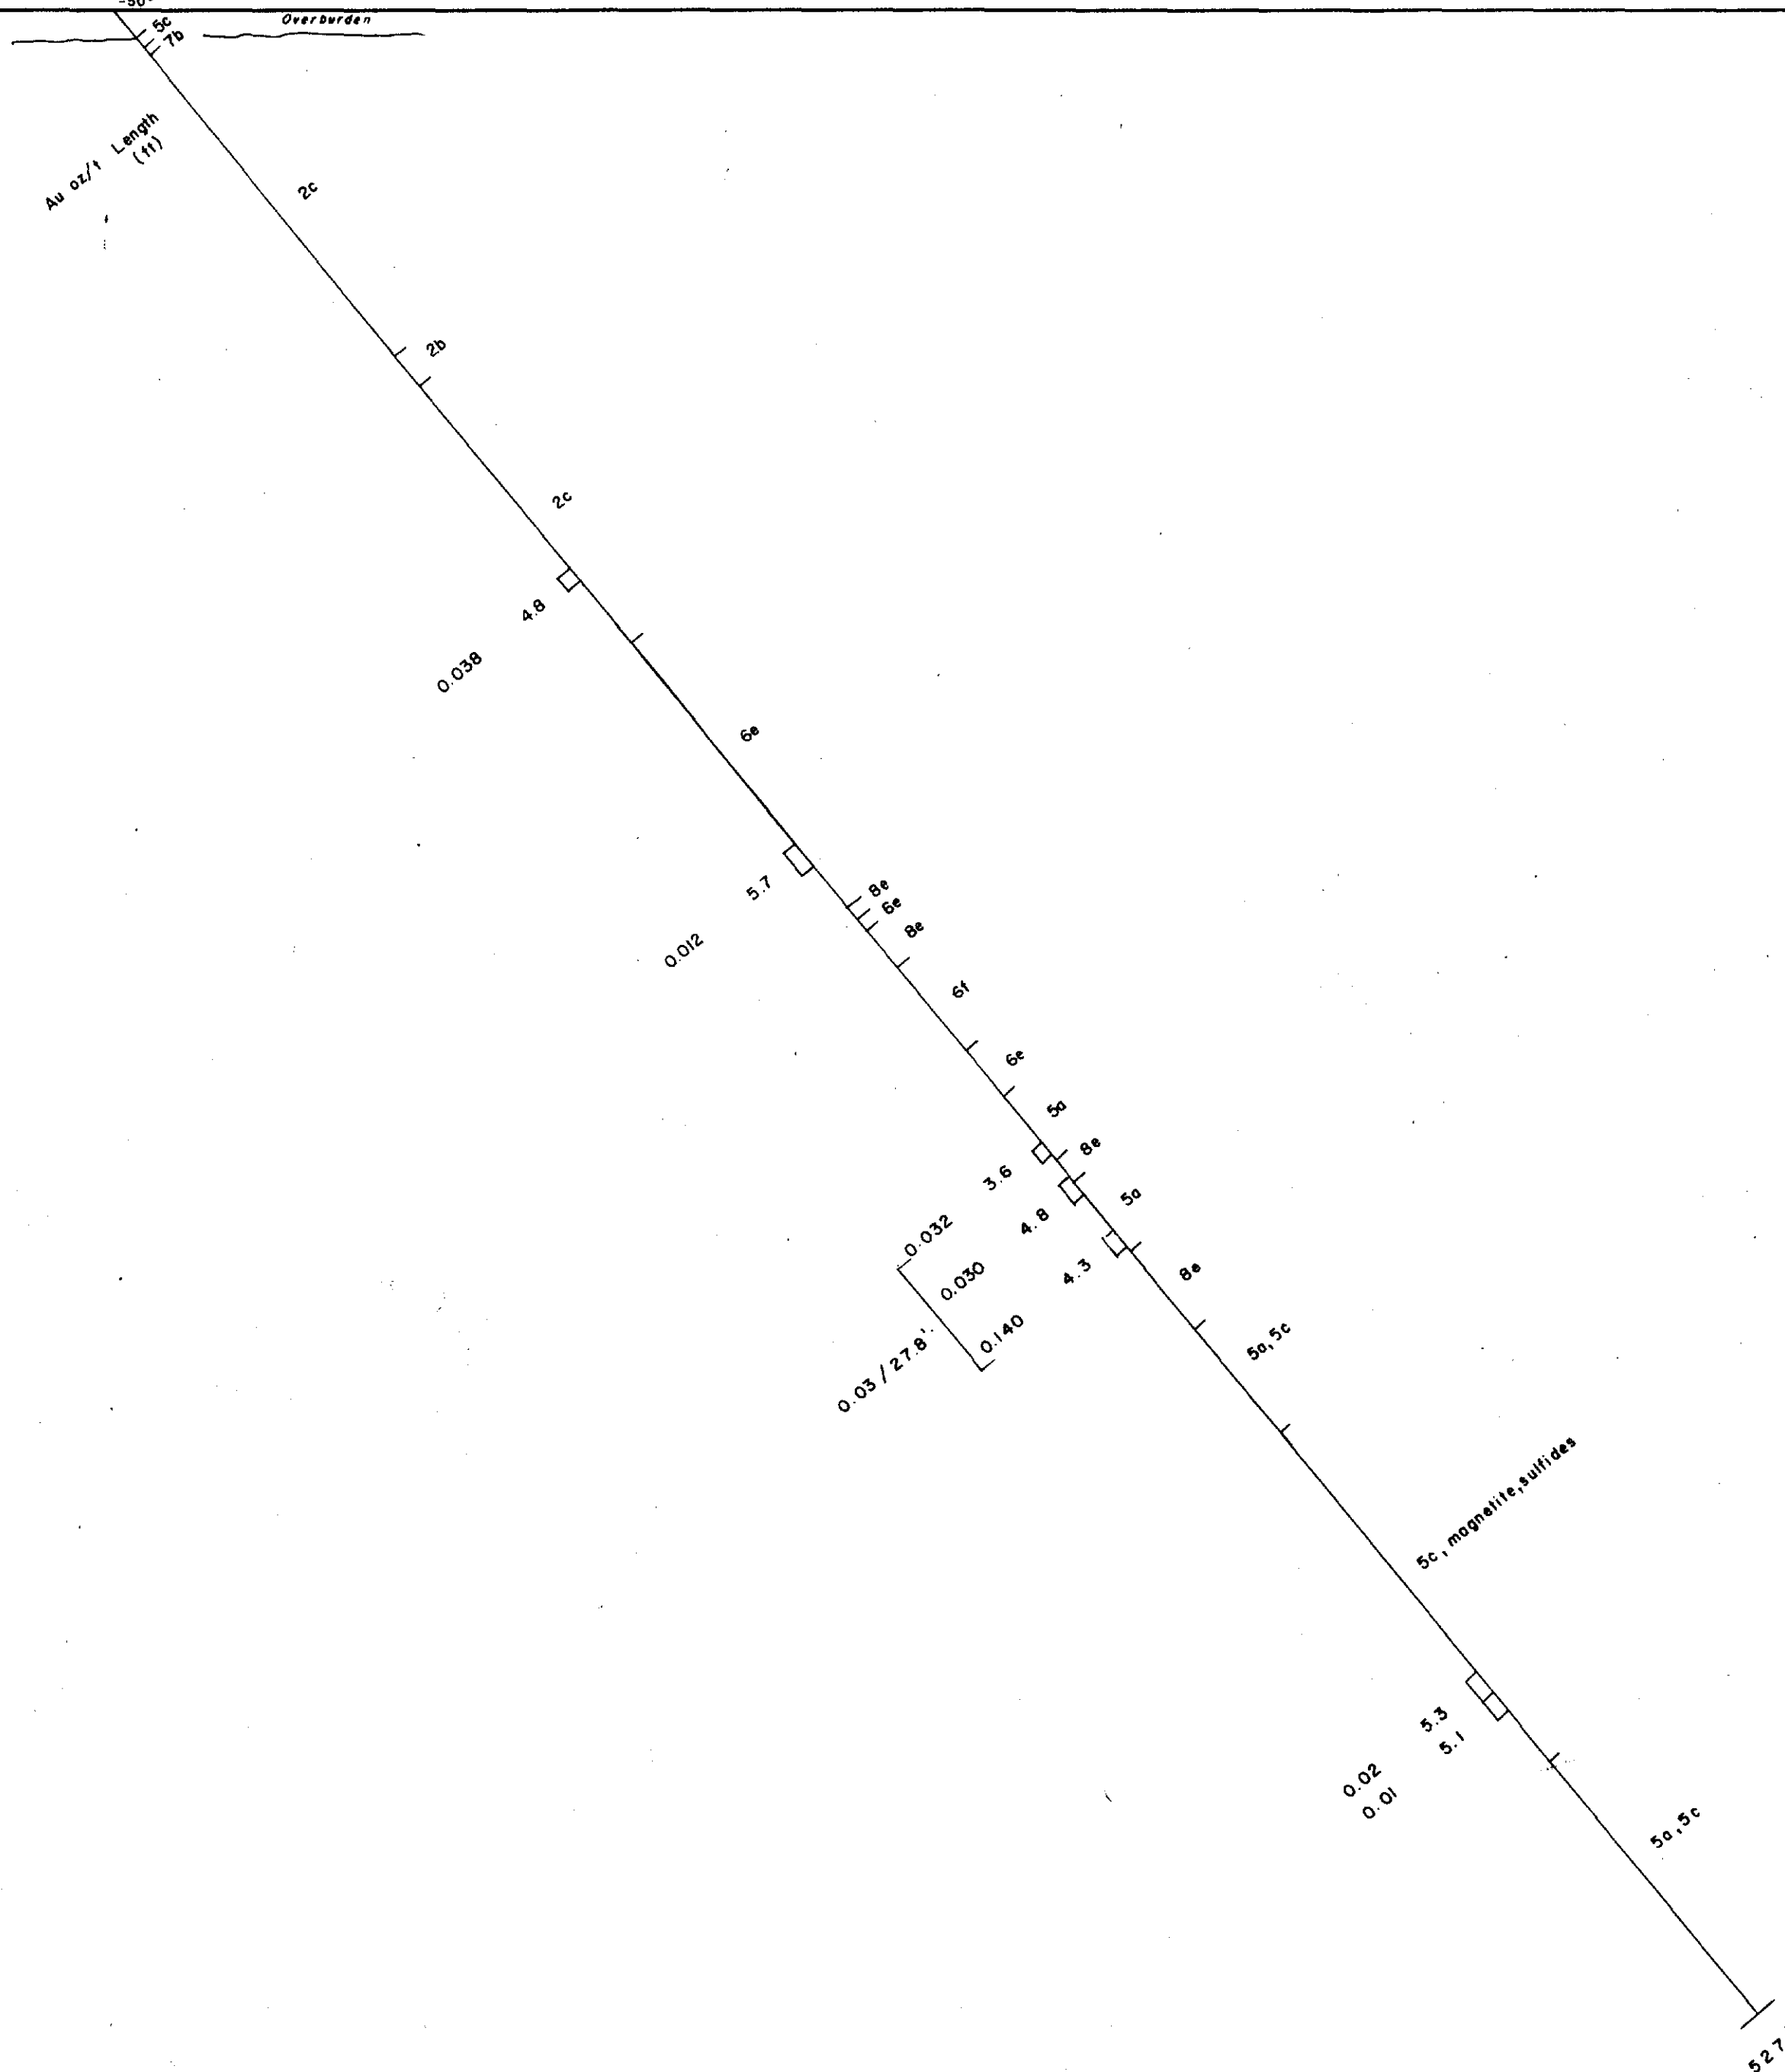 -50°
Overburden
5c
7b
Au oz/t Length
(ft)
2c
2b
2c
4.8
0.038
6e
5.7
0.012
8e
6e
8e
6f
6e
5a
8e
3.6
5a
4.8
0.032
4.3
0.030
8e
0.140
0.03 / 27.8'
5a,5c
5c, magnetite, sulfides
5.3
5.1
0.02
0.01
5a,5c
527